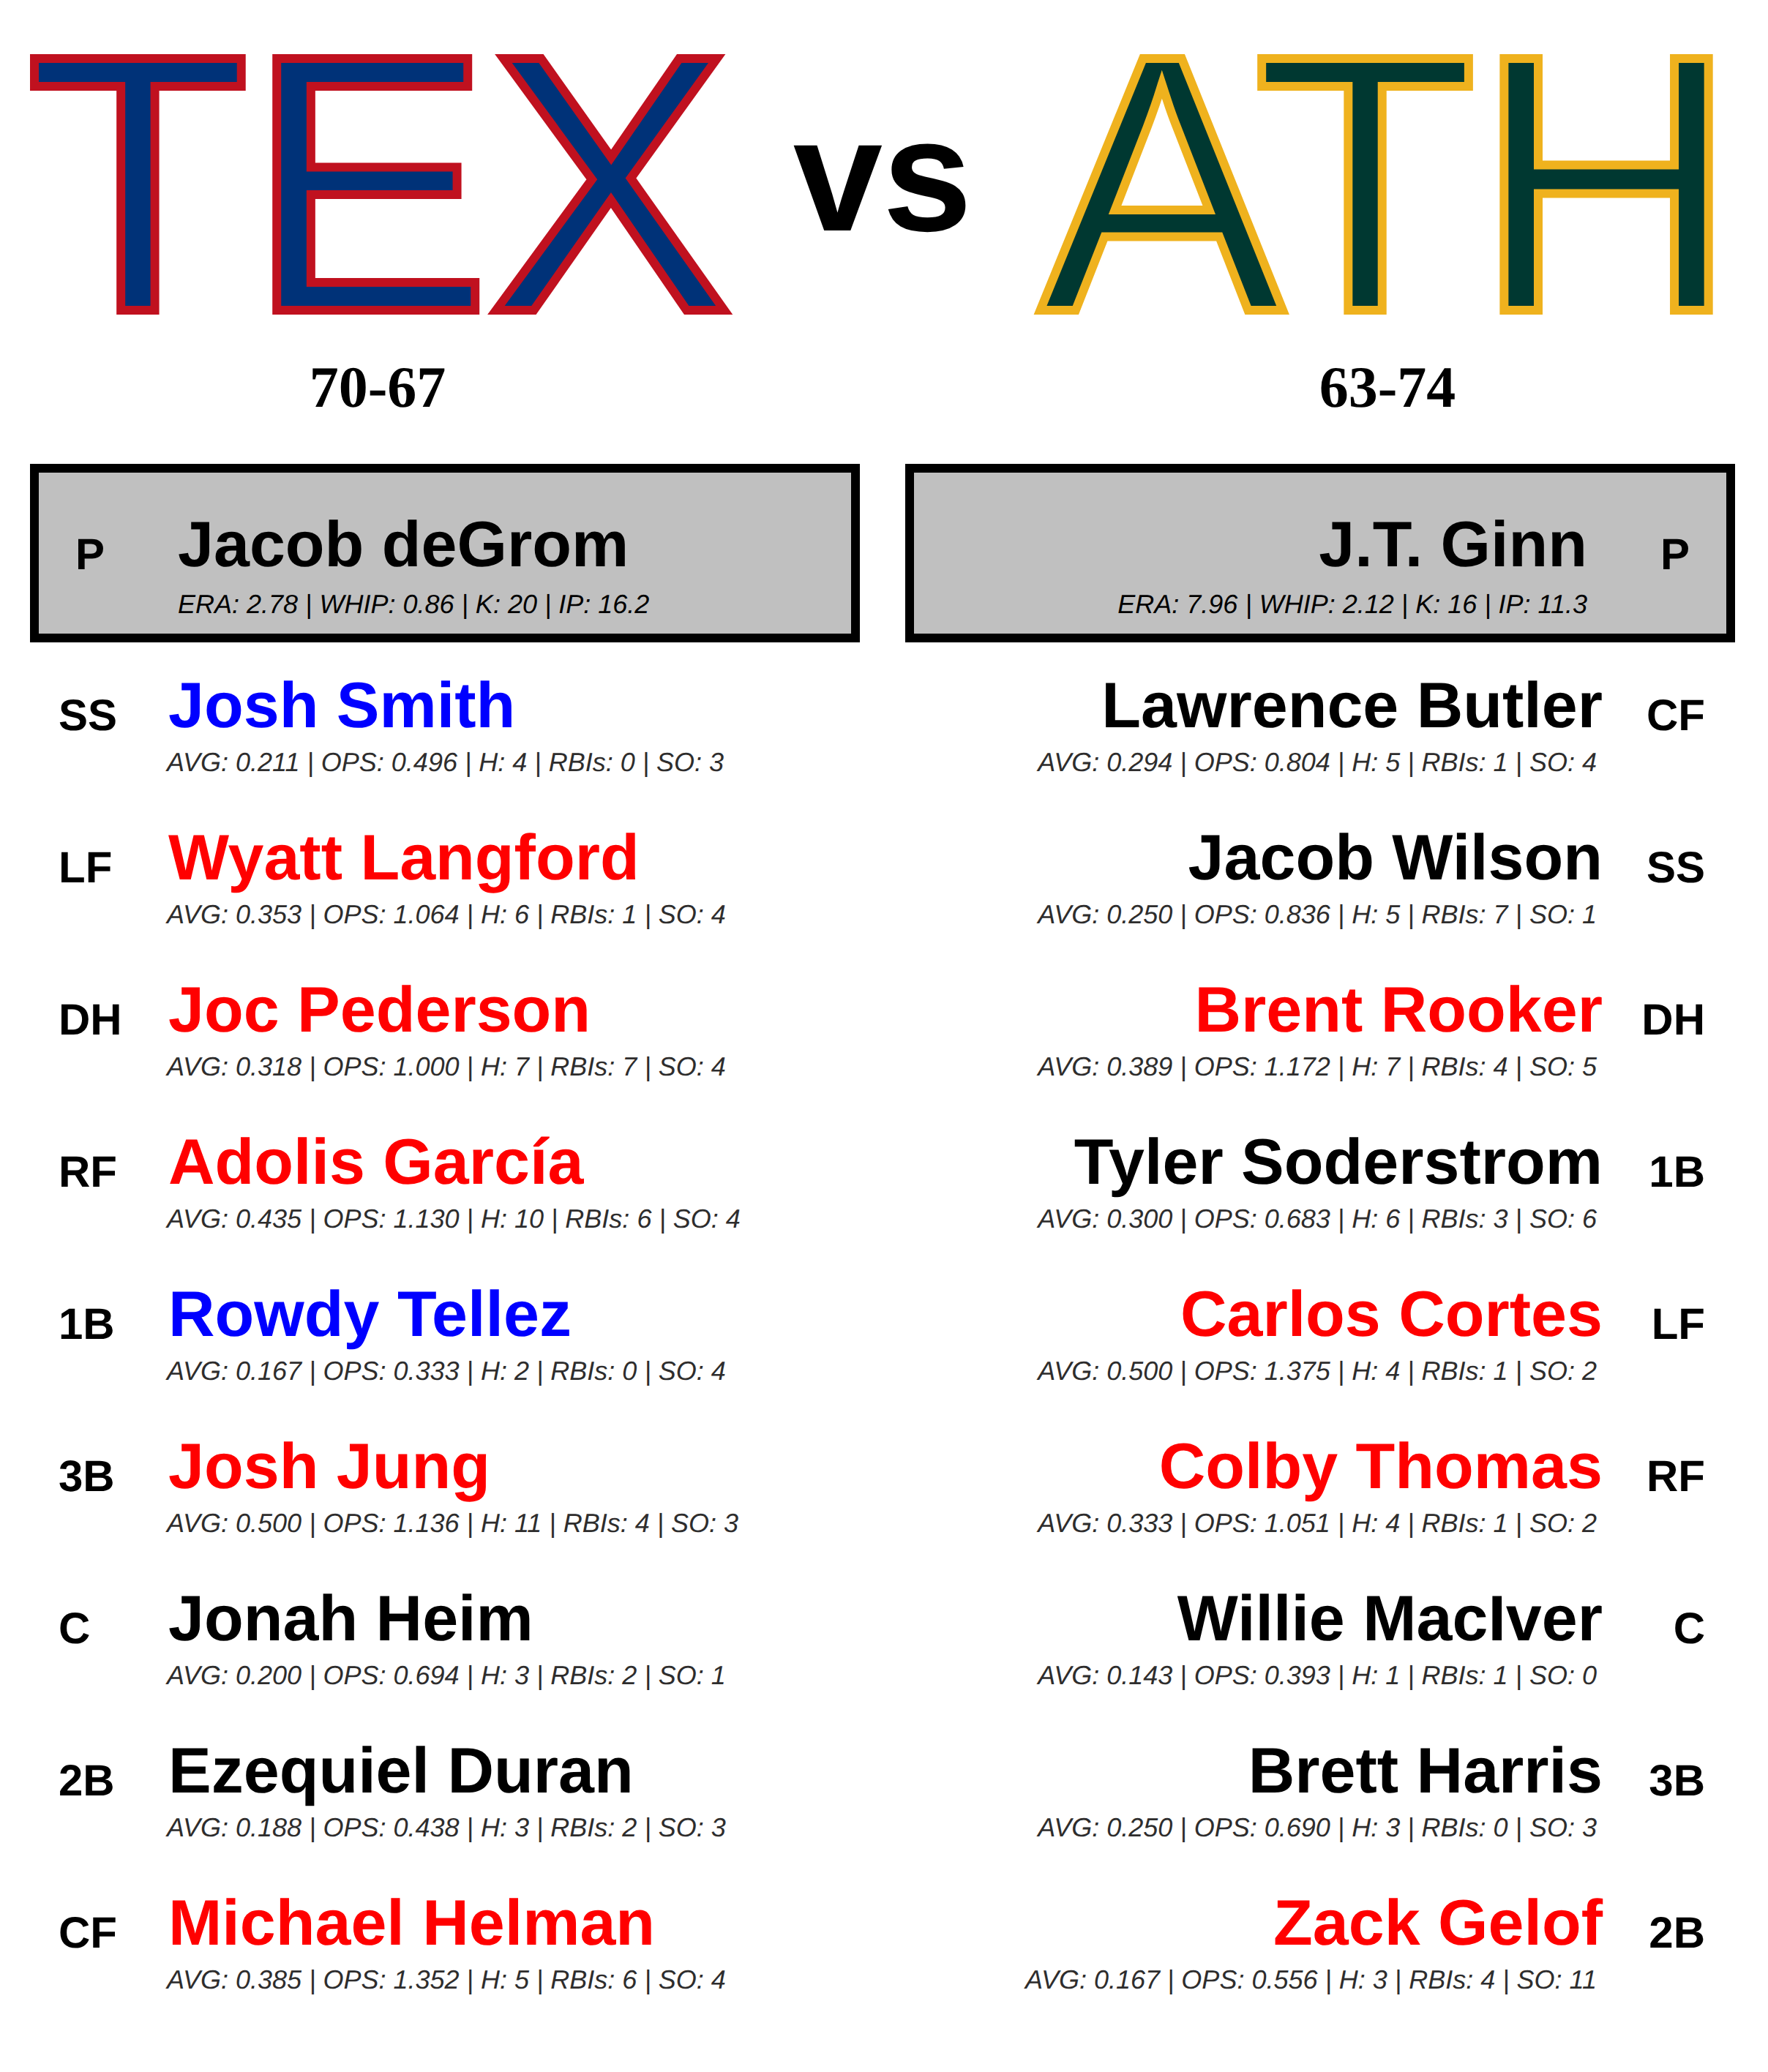 TEX vs ATH
70-67 63-74
P Jacob deGrom
ERA: 2.78 | WHIP: 0.86 | K: 20 | IP: 16.2
J.T. Ginn P
ERA: 7.96 | WHIP: 2.12 | K: 16 | IP: 11.3
SS Josh Smith
AVG: 0.211 | OPS: 0.496 | H: 4 | RBIs: 0 | SO: 3
LF Wyatt Langford
AVG: 0.353 | OPS: 1.064 | H: 6 | RBIs: 1 | SO: 4
DH Joc Pederson
AVG: 0.318 | OPS: 1.000 | H: 7 | RBIs: 7 | SO: 4
RF Adolis García
AVG: 0.435 | OPS: 1.130 | H: 10 | RBIs: 6 | SO: 4
1B Rowdy Tellez
AVG: 0.167 | OPS: 0.333 | H: 2 | RBIs: 0 | SO: 4
3B Josh Jung
AVG: 0.500 | OPS: 1.136 | H: 11 | RBIs: 4 | SO: 3
C Jonah Heim
AVG: 0.200 | OPS: 0.694 | H: 3 | RBIs: 2 | SO: 1
2B Ezequiel Duran
AVG: 0.188 | OPS: 0.438 | H: 3 | RBIs: 2 | SO: 3
CF Michael Helman
AVG: 0.385 | OPS: 1.352 | H: 5 | RBIs: 6 | SO: 4
Lawrence Butler CF
AVG: 0.294 | OPS: 0.804 | H: 5 | RBIs: 1 | SO: 4
Jacob Wilson SS
AVG: 0.250 | OPS: 0.836 | H: 5 | RBIs: 7 | SO: 1
Brent Rooker DH
AVG: 0.389 | OPS: 1.172 | H: 7 | RBIs: 4 | SO: 5
Tyler Soderstrom 1B
AVG: 0.300 | OPS: 0.683 | H: 6 | RBIs: 3 | SO: 6
Carlos Cortes LF
AVG: 0.500 | OPS: 1.375 | H: 4 | RBIs: 1 | SO: 2
Colby Thomas RF
AVG: 0.333 | OPS: 1.051 | H: 4 | RBIs: 1 | SO: 2
Willie MacIver C
AVG: 0.143 | OPS: 0.393 | H: 1 | RBIs: 1 | SO: 0
Brett Harris 3B
AVG: 0.250 | OPS: 0.690 | H: 3 | RBIs: 0 | SO: 3
Zack Gelof 2B
AVG: 0.167 | OPS: 0.556 | H: 3 | RBIs: 4 | SO: 11